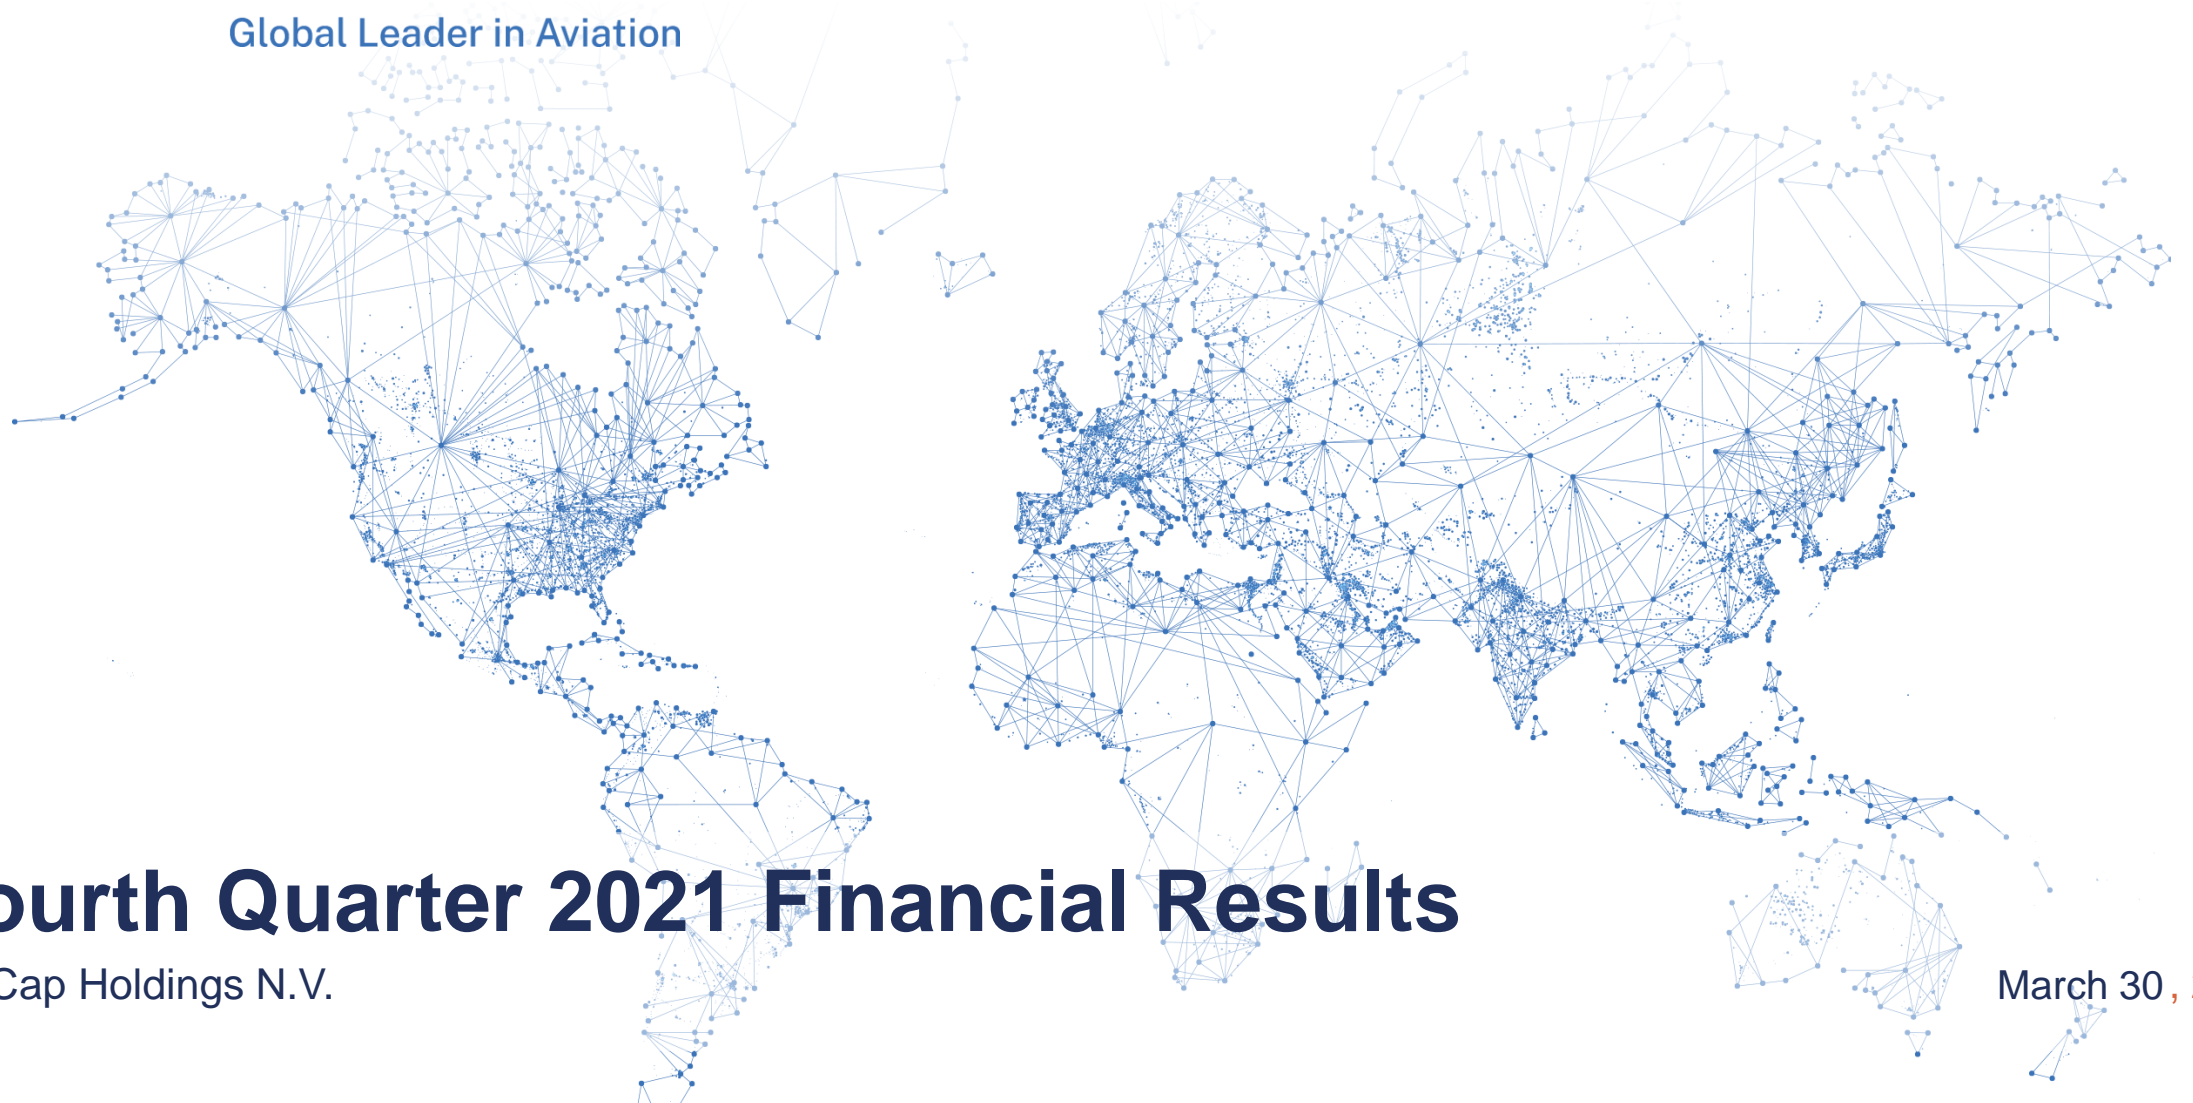 Global Leader in Aviation
ourth Quarter 2021 Financial Results
Cap Holdings N.V.
March 30,